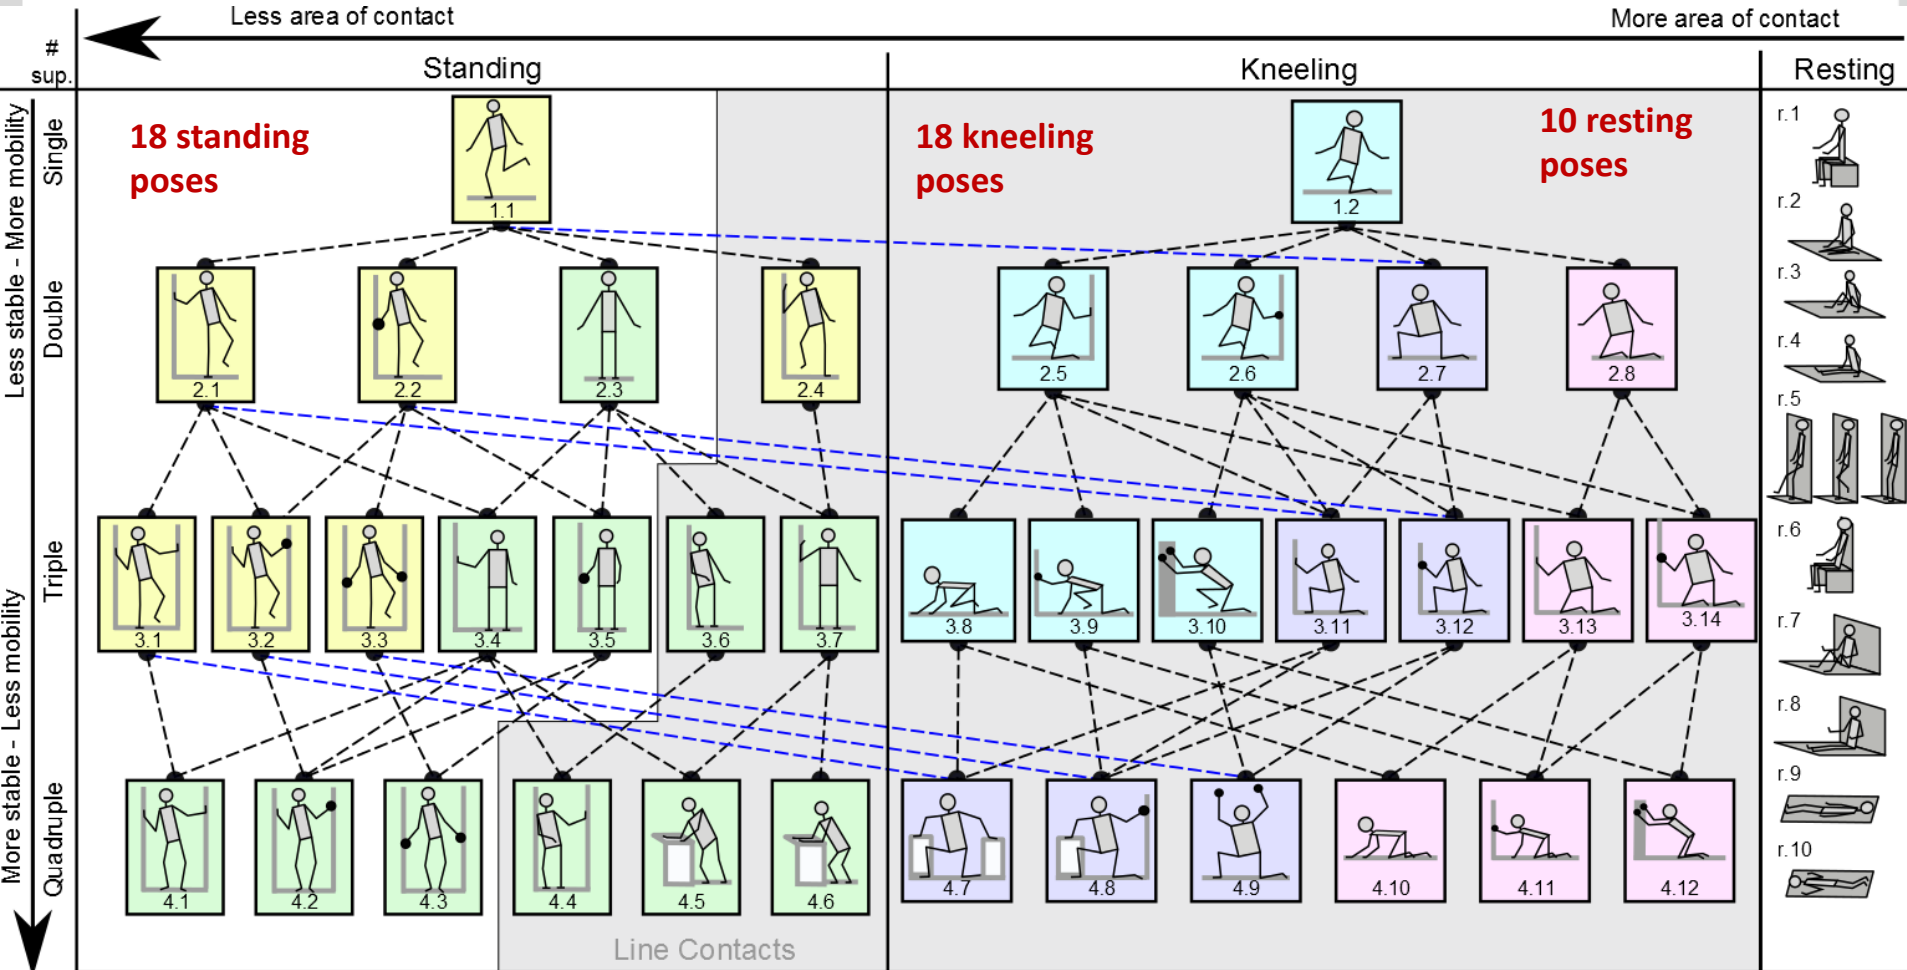 Less area of contact
More area of contact
#
sup.
Standing
Kneeling
Resting
Less stable - More mobility
More stable - Less mobility
Single
18 standing
poses
1.1
18 kneeling
poses
1.2
10 resting
poses
Double
2.1
2.2
2.3
2.4
2.5
2.6
2.7
2.8
Triple
3.1
3.2
3.3
3.4
3.5
3.6
3.7
3.8
3.9
3.10
3.11
3.12
3.13
3.14
Quadruple
4.1
4.2
4.3
4.4
4.5
4.6
4.7
4.8
4.9
4.10
4.11
4.12
Line Contacts
r.1
r.2
r.3
r.4
r.5
r.6
r.7
r.8
r.9
r.10